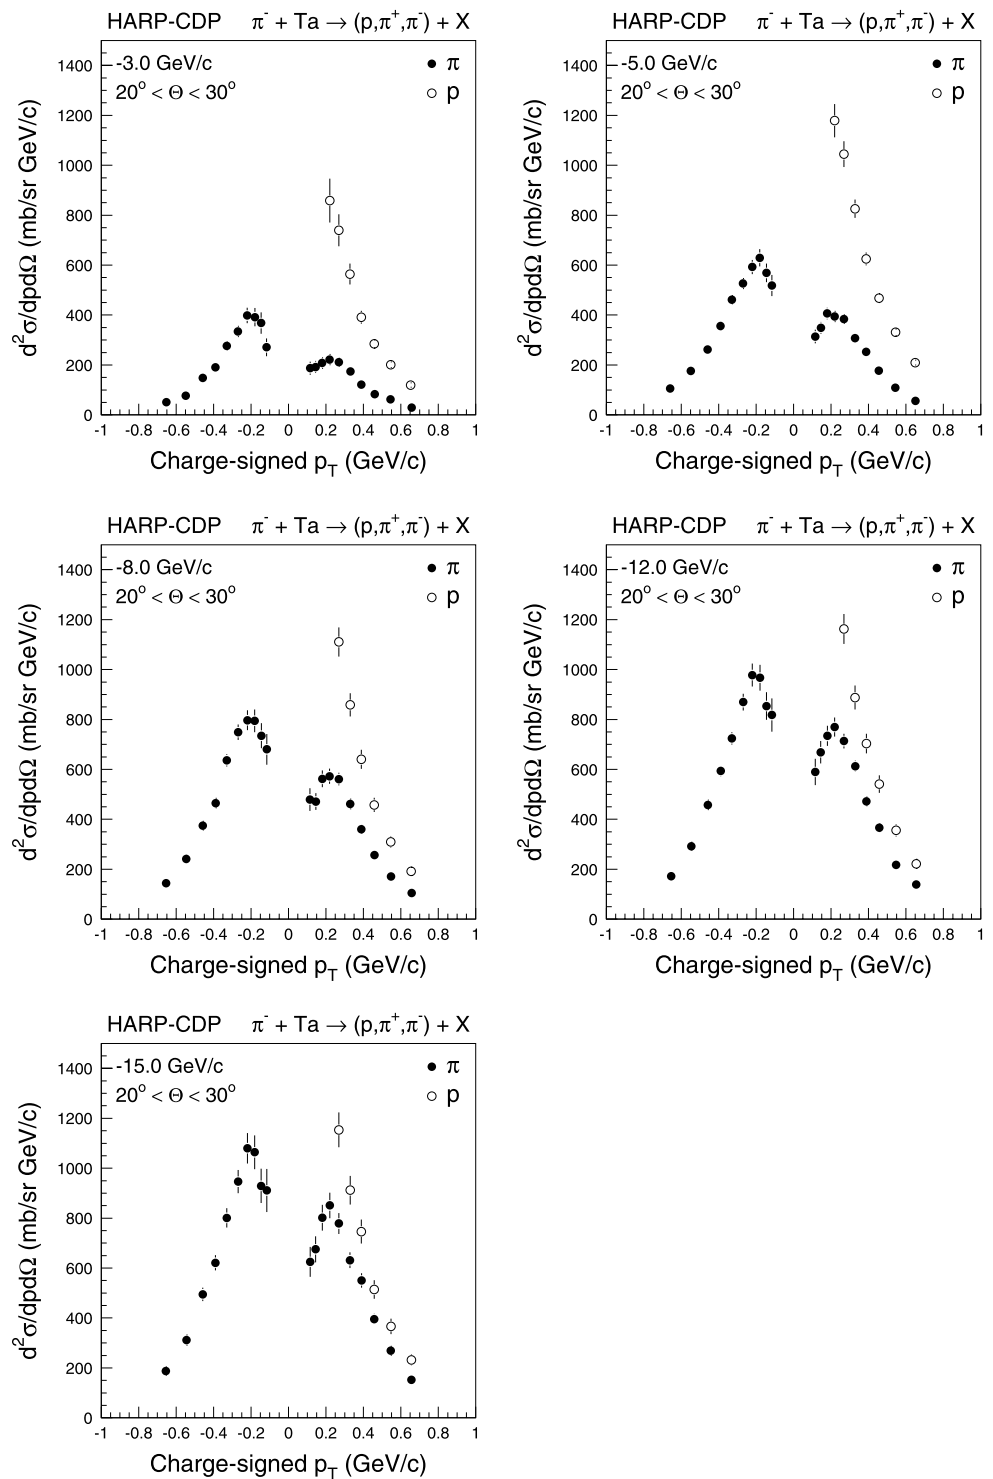 HARP-CDP π⁻ + Ta → (p,π⁺,π⁻) + X
-3.0 GeV/c
20° < Θ < 30°
π
p
d²σ/dpdΩ (mb/sr GeV/c)
1400
1200
1000
800
600
400
200
0
-1 -0.8 -0.6 -0.4 -0.2 0 0.2 0.4 0.6 0.8 1
Charge-signed p_T (GeV/c)
HARP-CDP π⁻ + Ta → (p,π⁺,π⁻) + X
-5.0 GeV/c
20° < Θ < 30°
π
p
d²σ/dpdΩ (mb/sr GeV/c)
1400
1200
1000
800
600
400
200
0
-1 -0.8 -0.6 -0.4 -0.2 0 0.2 0.4 0.6 0.8 1
Charge-signed p_T (GeV/c)
HARP-CDP π⁻ + Ta → (p,π⁺,π⁻) + X
-8.0 GeV/c
20° < Θ < 30°
π
p
d²σ/dpdΩ (mb/sr GeV/c)
1400
1200
1000
800
600
400
200
0
-1 -0.8 -0.6 -0.4 -0.2 0 0.2 0.4 0.6 0.8 1
Charge-signed p_T (GeV/c)
HARP-CDP π⁻ + Ta → (p,π⁺,π⁻) + X
-12.0 GeV/c
20° < Θ < 30°
π
p
d²σ/dpdΩ (mb/sr GeV/c)
1400
1200
1000
800
600
400
200
0
-1 -0.8 -0.6 -0.4 -0.2 0 0.2 0.4 0.6 0.8 1
Charge-signed p_T (GeV/c)
HARP-CDP π⁻ + Ta → (p,π⁺,π⁻) + X
-15.0 GeV/c
20° < Θ < 30°
π
p
d²σ/dpdΩ (mb/sr GeV/c)
1400
1200
1000
800
600
400
200
0
-1 -0.8 -0.6 -0.4 -0.2 0 0.2 0.4 0.6 0.8 1
Charge-signed p_T (GeV/c)